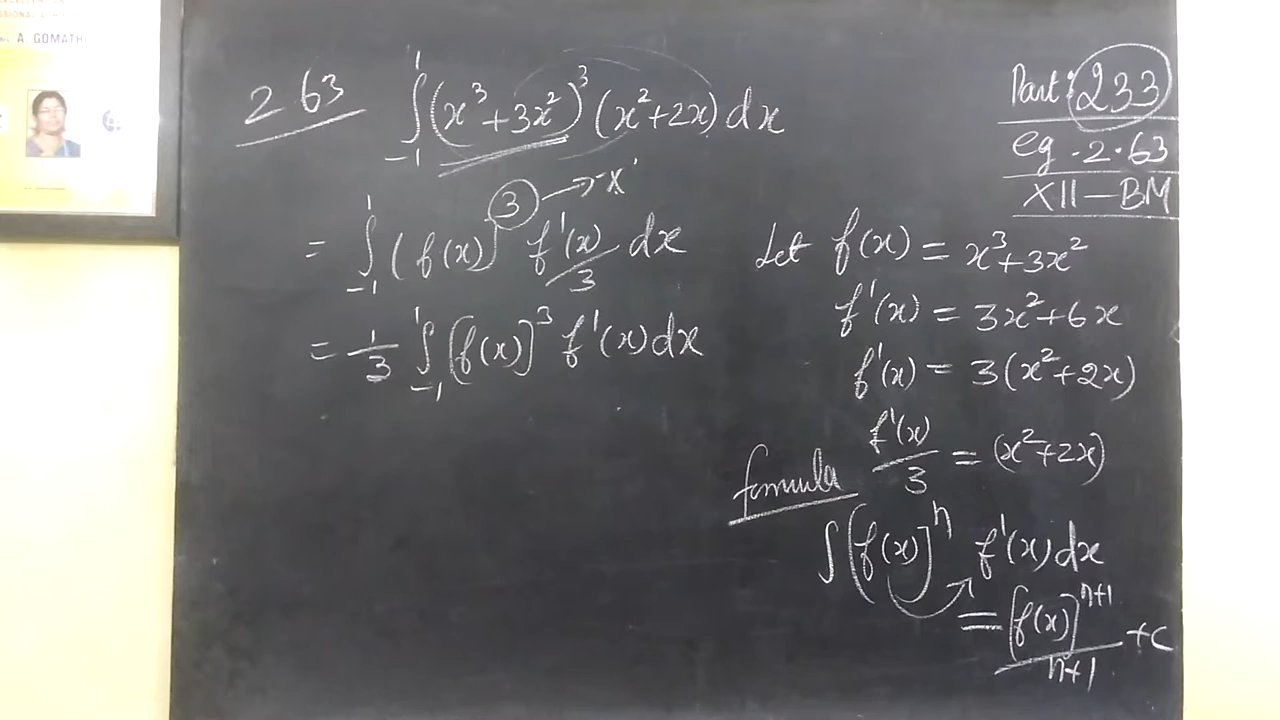 A GOMATHI
2 63 ∫₋₁¹ (x³+3x²)³ (x²+2x) dx
= ∫₋₁¹ (f(x)]³ f'(x)/3 dx
3 → x'
= 1/3 ∫₋₁¹ [f(x)]³ f'(x) dx
Part: 233
eg . 2.63
XII — BM
Let f(x) = x³+3x²
f'(x) = 3x²+6x
f'(x) = 3(x²+2x)
f'(x)/3 = (x²+2x)
formula
∫[f(x)]ⁿ f'(x) dx
= [f(x)]ⁿ⁺¹/n+1 +c